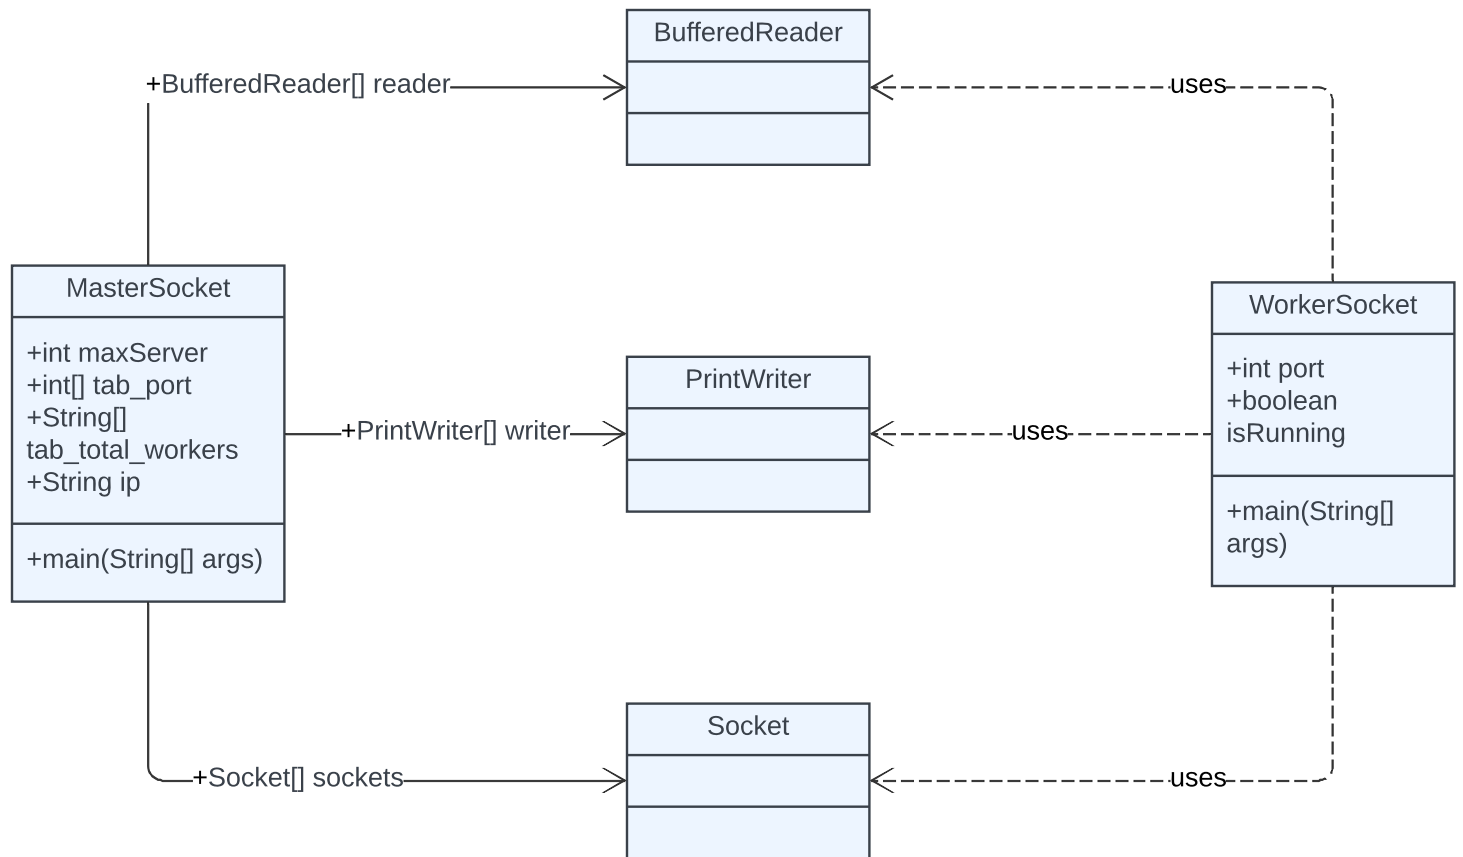 BufferedReader
+BufferedReader[] reader
uses
MasterSocket
+int maxServer
+int[] tab_port
+String[]
tab_total_workers
+String ip
+main(String[] args)
+PrintWriter[] writer
PrintWriter
uses
WorkerSocket
+int port
+boolean
isRunning
+main(String[]
args)
Socket
+Socket[] sockets
uses